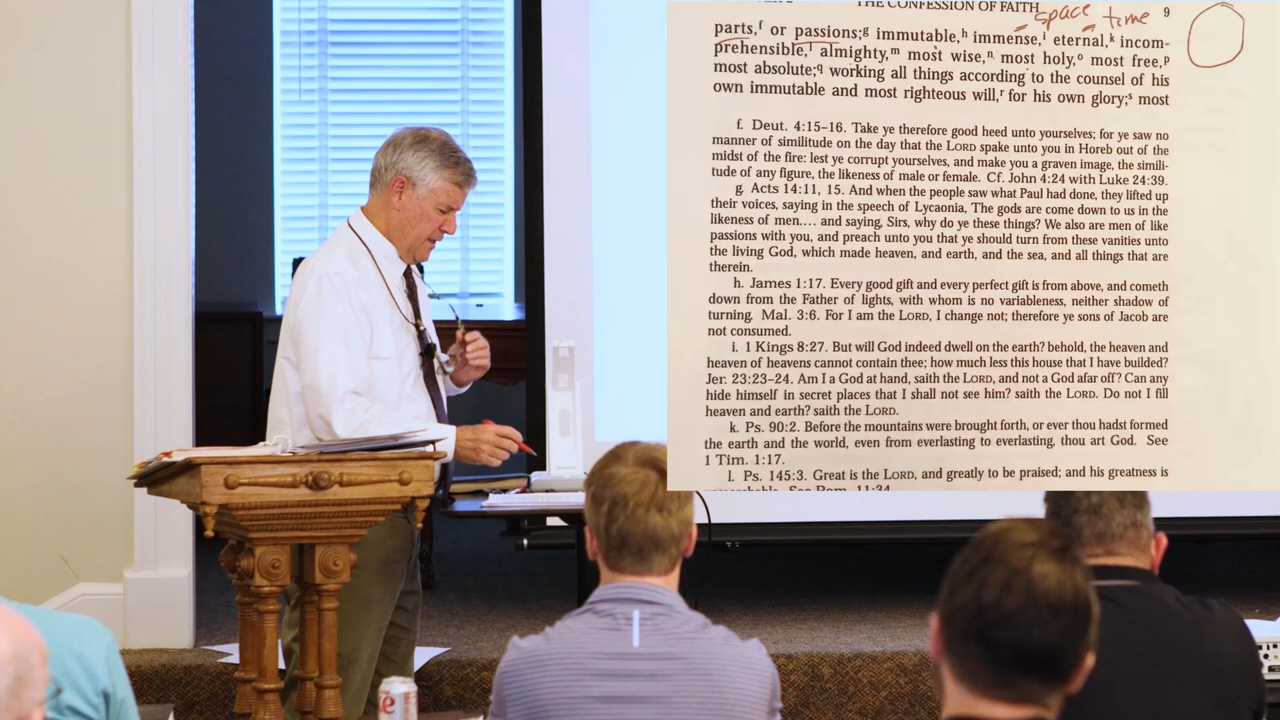 THE CONFESSION OF FAITH 9
space time
parts,f or passions;g immutable,h immense,i eternal,k incom-
prehensible,l almighty,m most wise,n most holy,o most free,p
most absolute;q working all things according to the counsel of his
own immutable and most righteous will,r for his own glory;s most
f. Deut. 4:15–16. Take ye therefore good heed unto yourselves; for ye saw no
manner of similitude on the day that the LORD spake unto you in Horeb out of the
midst of the fire: lest ye corrupt yourselves, and make you a graven image, the simili-
tude of any figure, the likeness of male or female. Cf. John 4:24 with Luke 24:39.
g. Acts 14:11, 15. And when the people saw what Paul had done, they lifted up
their voices, saying in the speech of Lycaonia, The gods are come down to us in the
likeness of men.... and saying, Sirs, why do ye these things? We also are men of like
passions with you, and preach unto you that ye should turn from these vanities unto
the living God, which made heaven, and earth, and the sea, and all things that are
therein.
h. James 1:17. Every good gift and every perfect gift is from above, and cometh
down from the Father of lights, with whom is no variableness, neither shadow of
turning. Mal. 3:6. For I am the LORD, I change not; therefore ye sons of Jacob are
not consumed.
i. 1 Kings 8:27. But will God indeed dwell on the earth? behold, the heaven and
heaven of heavens cannot contain thee; how much less this house that I have builded?
Jer. 23:23–24. Am I a God at hand, saith the LORD, and not a God afar off? Can any
hide himself in secret places that I shall not see him? saith the LORD. Do not I fill
heaven and earth? saith the LORD.
k. Ps. 90:2. Before the mountains were brought forth, or ever thou hadst formed
the earth and the world, even from everlasting to everlasting, thou art God. See
1 Tim. 1:17.
l. Ps. 145:3. Great is the LORD, and greatly to be praised; and his greatness is
See Rom. 11:34